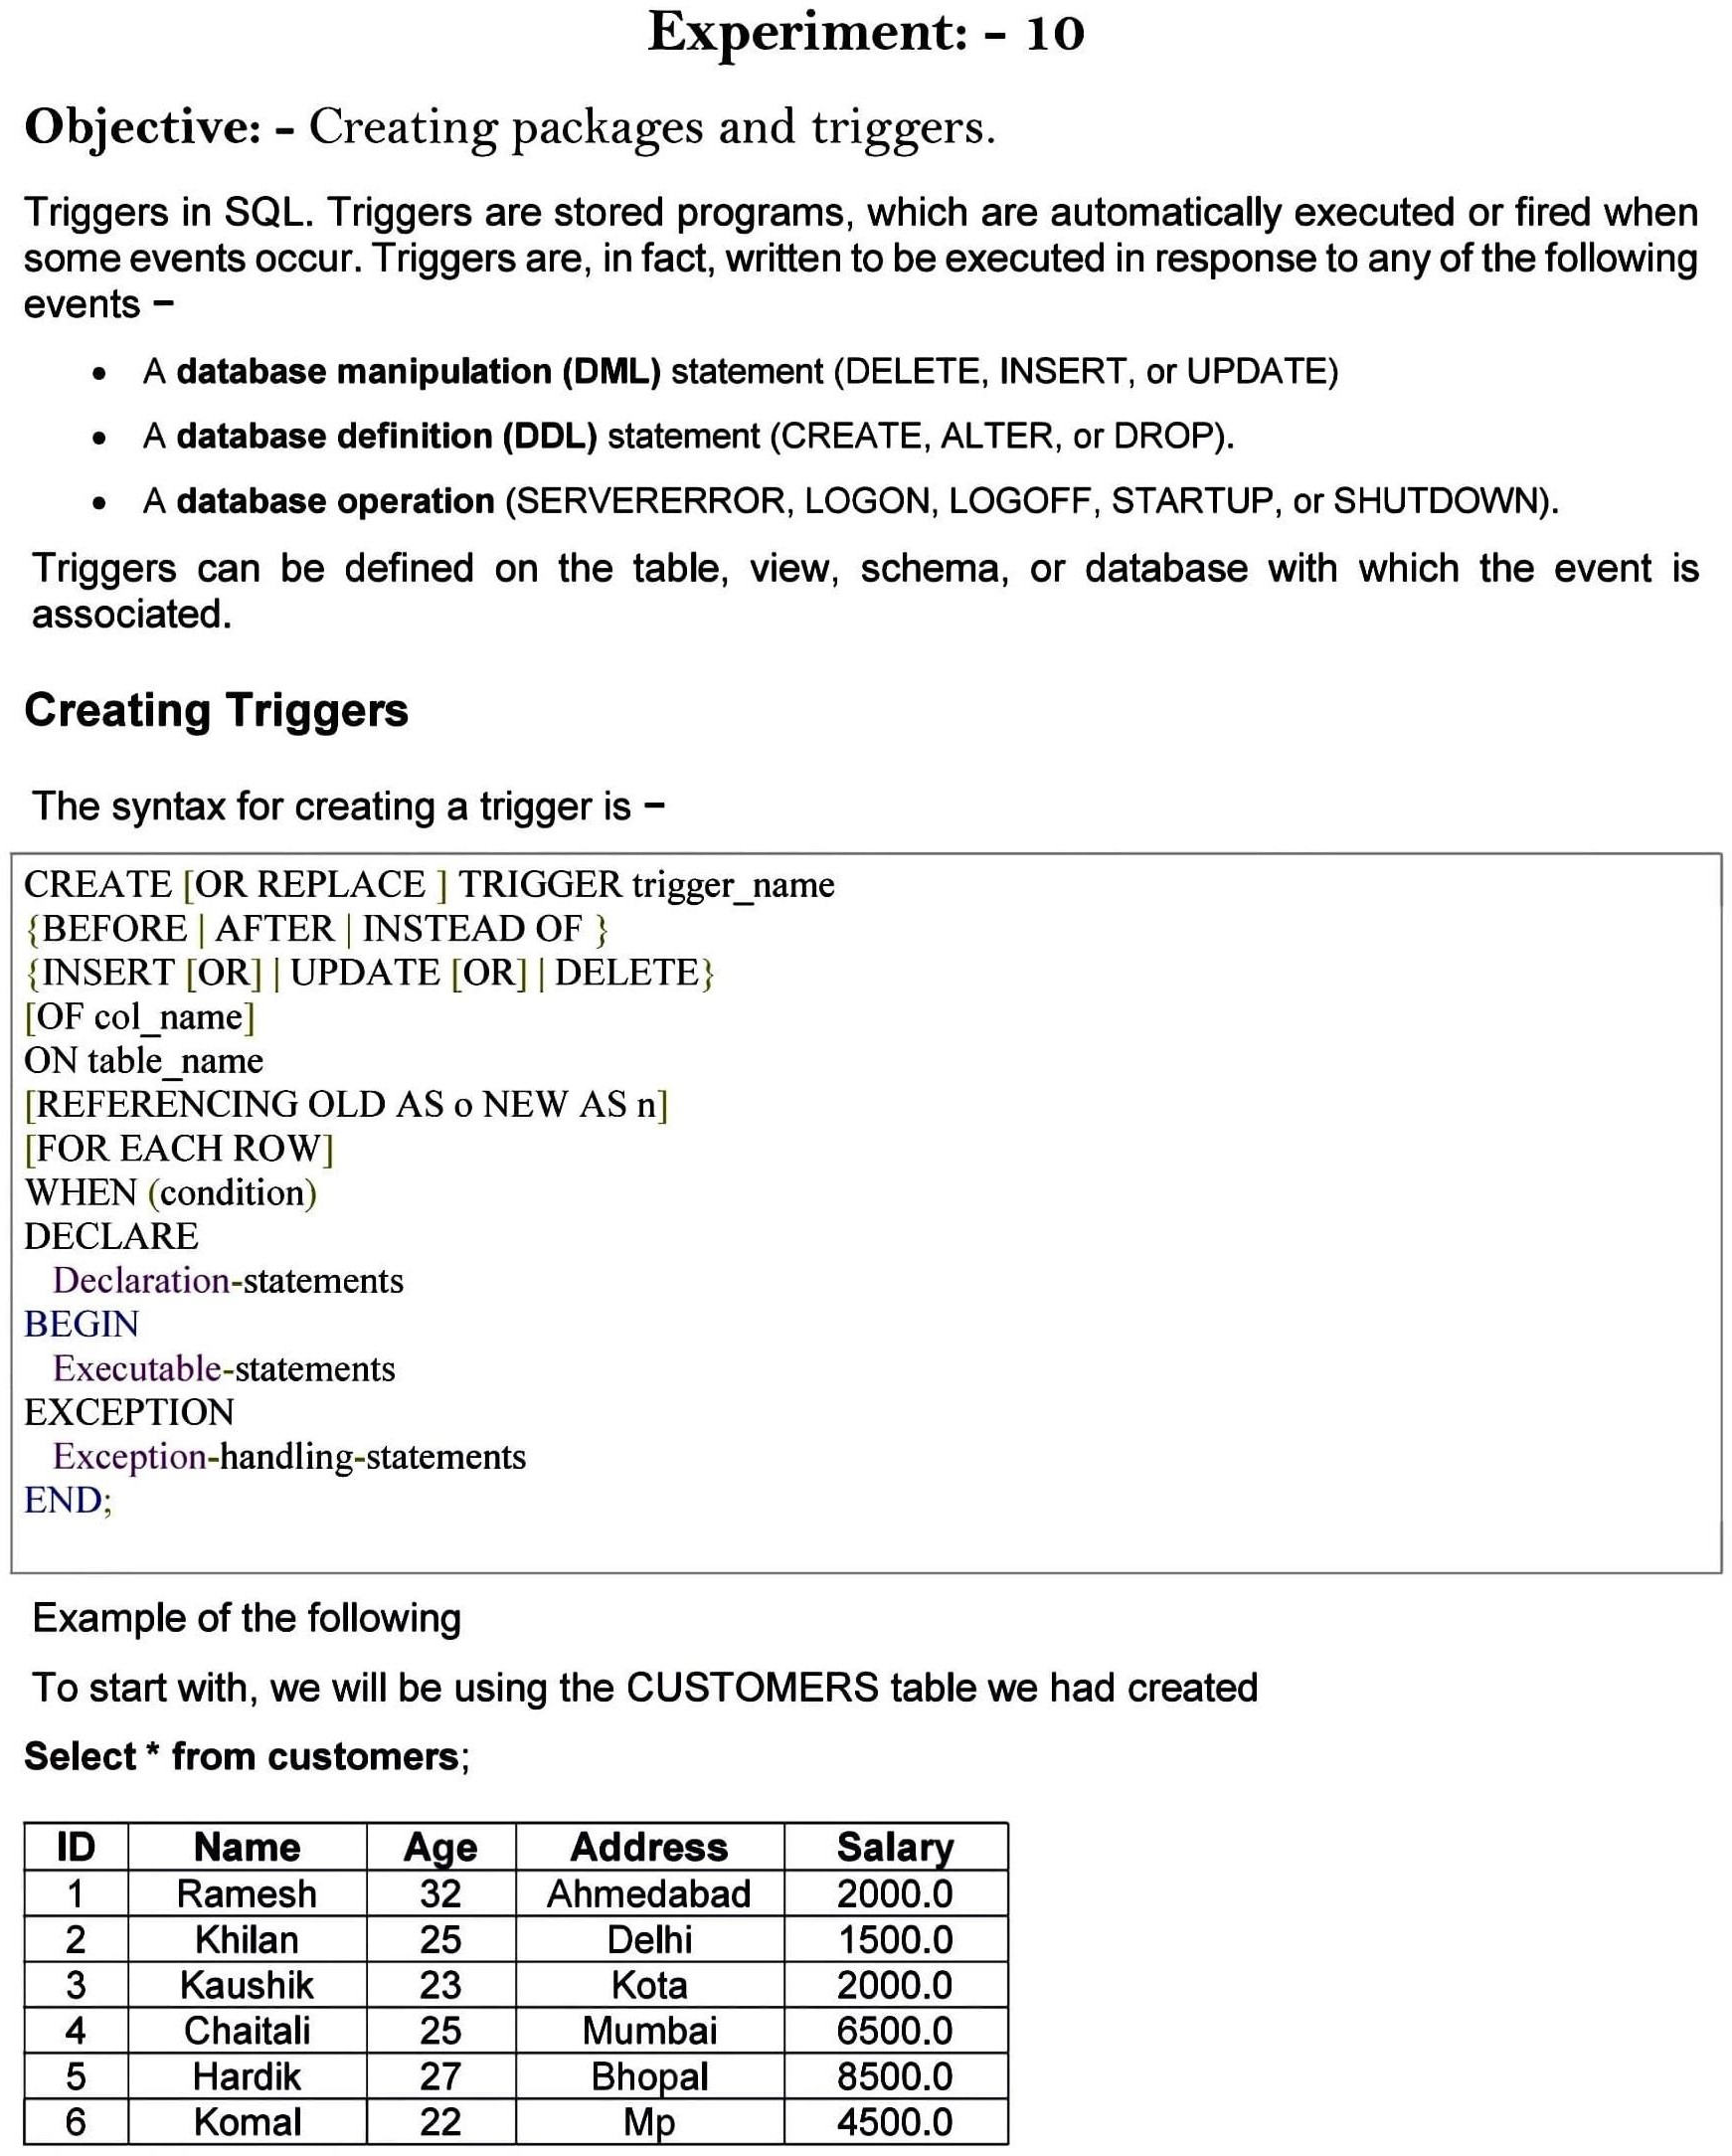 Experiment: - 10
Objective: - Creating packages and triggers.
Triggers in SQL. Triggers are stored programs, which are automatically executed or fired when
some events occur. Triggers are, in fact, written to be executed in response to any of the following
events −
• A database manipulation (DML) statement (DELETE, INSERT, or UPDATE)
• A database definition (DDL) statement (CREATE, ALTER, or DROP).
• A database operation (SERVERERROR, LOGON, LOGOFF, STARTUP, or SHUTDOWN).
Triggers can be defined on the table, view, schema, or database with which the event is
associated.
Creating Triggers
The syntax for creating a trigger is −
CREATE [OR REPLACE ] TRIGGER trigger_name
{BEFORE | AFTER | INSTEAD OF }
{INSERT [OR] | UPDATE [OR] | DELETE}
[OF col_name]
ON table_name
[REFERENCING OLD AS o NEW AS n]
[FOR EACH ROW]
WHEN (condition)
DECLARE
Declaration-statements
BEGIN
Executable-statements
EXCEPTION
Exception-handling-statements
END;
Example of the following
To start with, we will be using the CUSTOMERS table we had created
Select * from customers;
ID Name Age Address Salary
1 Ramesh 32 Ahmedabad 2000.0
2 Khilan 25 Delhi 1500.0
3 Kaushik 23 Kota 2000.0
4 Chaitali 25 Mumbai 6500.0
5 Hardik 27 Bhopal 8500.0
6 Komal 22 Mp 4500.0